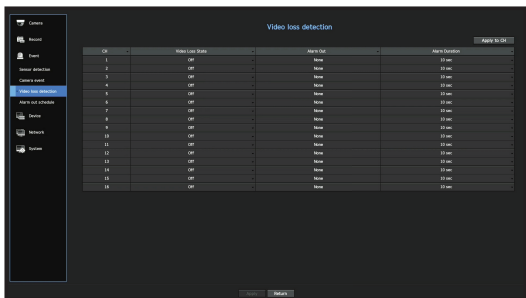 Camera
Record
Event
Sensor detection
Camera event
Video loss detection
Alarm out schedule
Device
Network
System
Video loss detection
Apply to CH
CH Video Loss State Alarm Out Alarm Duration
1 Off None 10 sec
2 Off None 10 sec
3 Off None 10 sec
4 Off None 10 sec
5 Off None 10 sec
6 Off None 10 sec
7 Off None 10 sec
8 Off None 10 sec
9 Off None 10 sec
10 Off None 10 sec
11 Off None 10 sec
12 Off None 10 sec
13 Off None 10 sec
14 Off None 10 sec
15 Off None 10 sec
16 Off None 10 sec
Apply Return